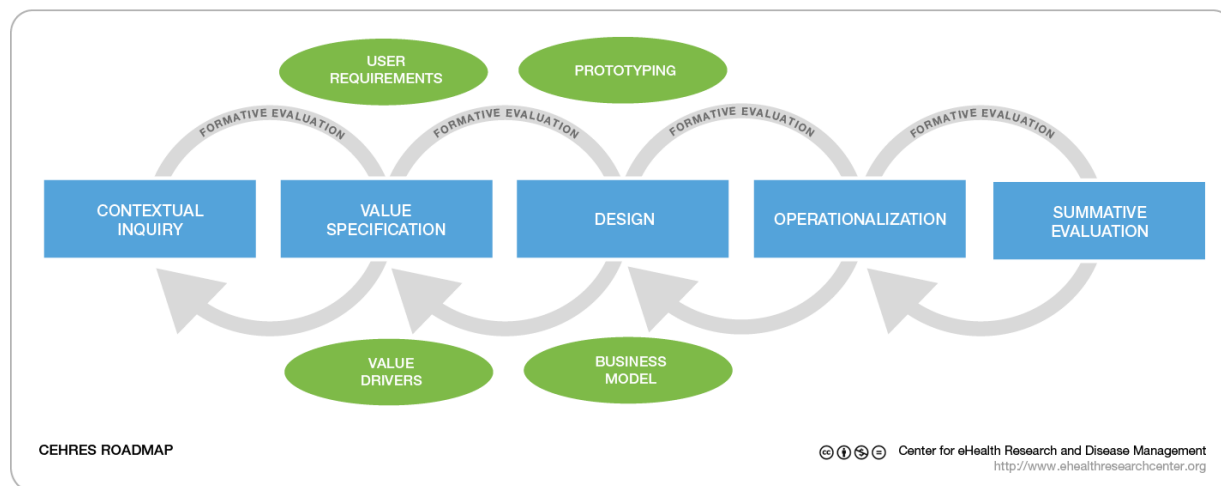 USER
REQUIREMENTS
PROTOTYPING
FORMATIVE EVALUATION
FORMATIVE EVALUATION
FORMATIVE EVALUATION
FORMATIVE EVALUATION
CONTEXTUAL
INQUIRY
VALUE
SPECIFICATION
DESIGN
OPERATIONALIZATION
SUMMATIVE
EVALUATION
VALUE
DRIVERS
BUSINESS
MODEL
CEHRES ROADMAP
cc Center for eHealth Research and Disease Management
http://www.ehealthresearchcenter.org